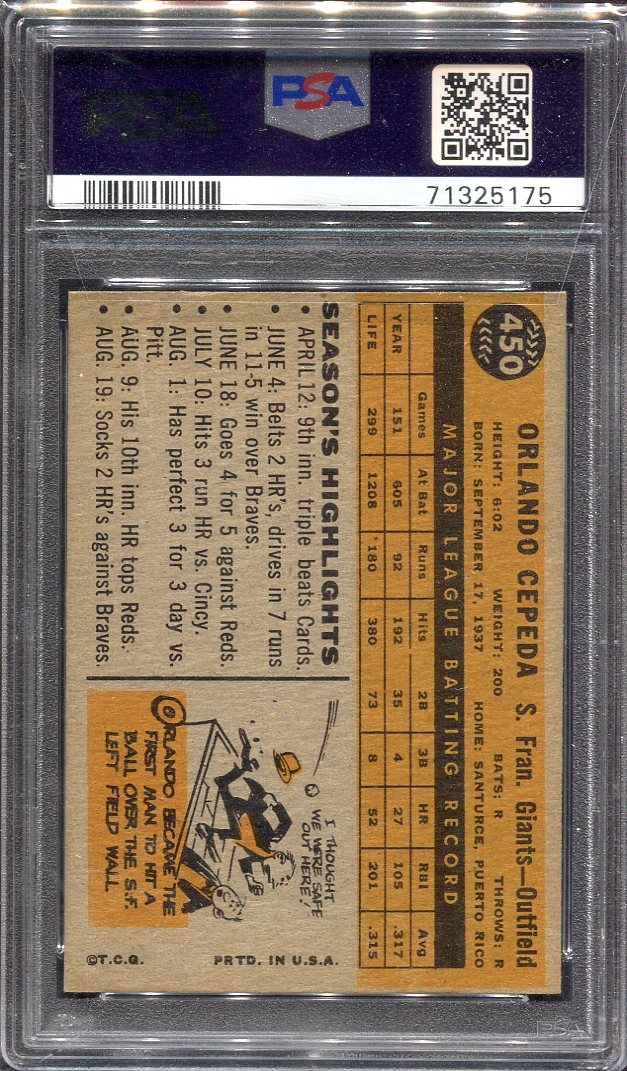 PSA
71325175
450
ORLANDO CEPEDA S. Fran. Giants—Outfield
HEIGHT: 6:02 WEIGHT: 200 BATS: R THROWS: R
BORN: SEPTEMBER 17, 1937 HOME: SANTURCE, PUERTO RICO
MAJOR LEAGUE BATTING RECORD
Games At Bat Runs Hits 2B 3B HR RBI Avg
YEAR 151 605 92 192 35 4 27 105 .317
LIFE 299 1208 180 380 73 8 52 201 .315
SEASON'S HIGHLIGHTS
• APRIL 12: 9th inn. triple beats Cards.
• JUNE 4: Belts 2 HR's, drives in 7 runs
in 11-5 win over Braves.
• JUNE 18: Goes 4 for 5 against Reds.
• JULY 10: Hits 3 run HR vs. Cincy.
• AUG. 1: Has perfect 3 for 3 day vs.
Pitt.
• AUG. 9: His 10th inn. HR tops Reds.
• AUG. 19: Socks 2 HR's against Braves.
I THOUGHT
WE WERE SAFE
OUT HERE!
ORLANDO BECAME THE
FIRST MAN TO HIT A
BALL OVER THE S.F.
LEFT FIELD WALL
©T.C.G. PRTD. IN U.S.A.
PSA